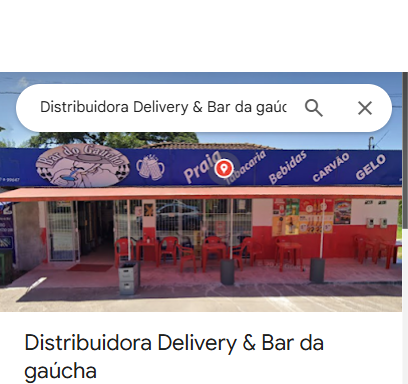 Distribuidora Delivery & Bar da gaúc
Praia
Tabacaria
Bebidas
CARVÃO
GELO
Distribuidora Delivery & Bar da
gaúcha